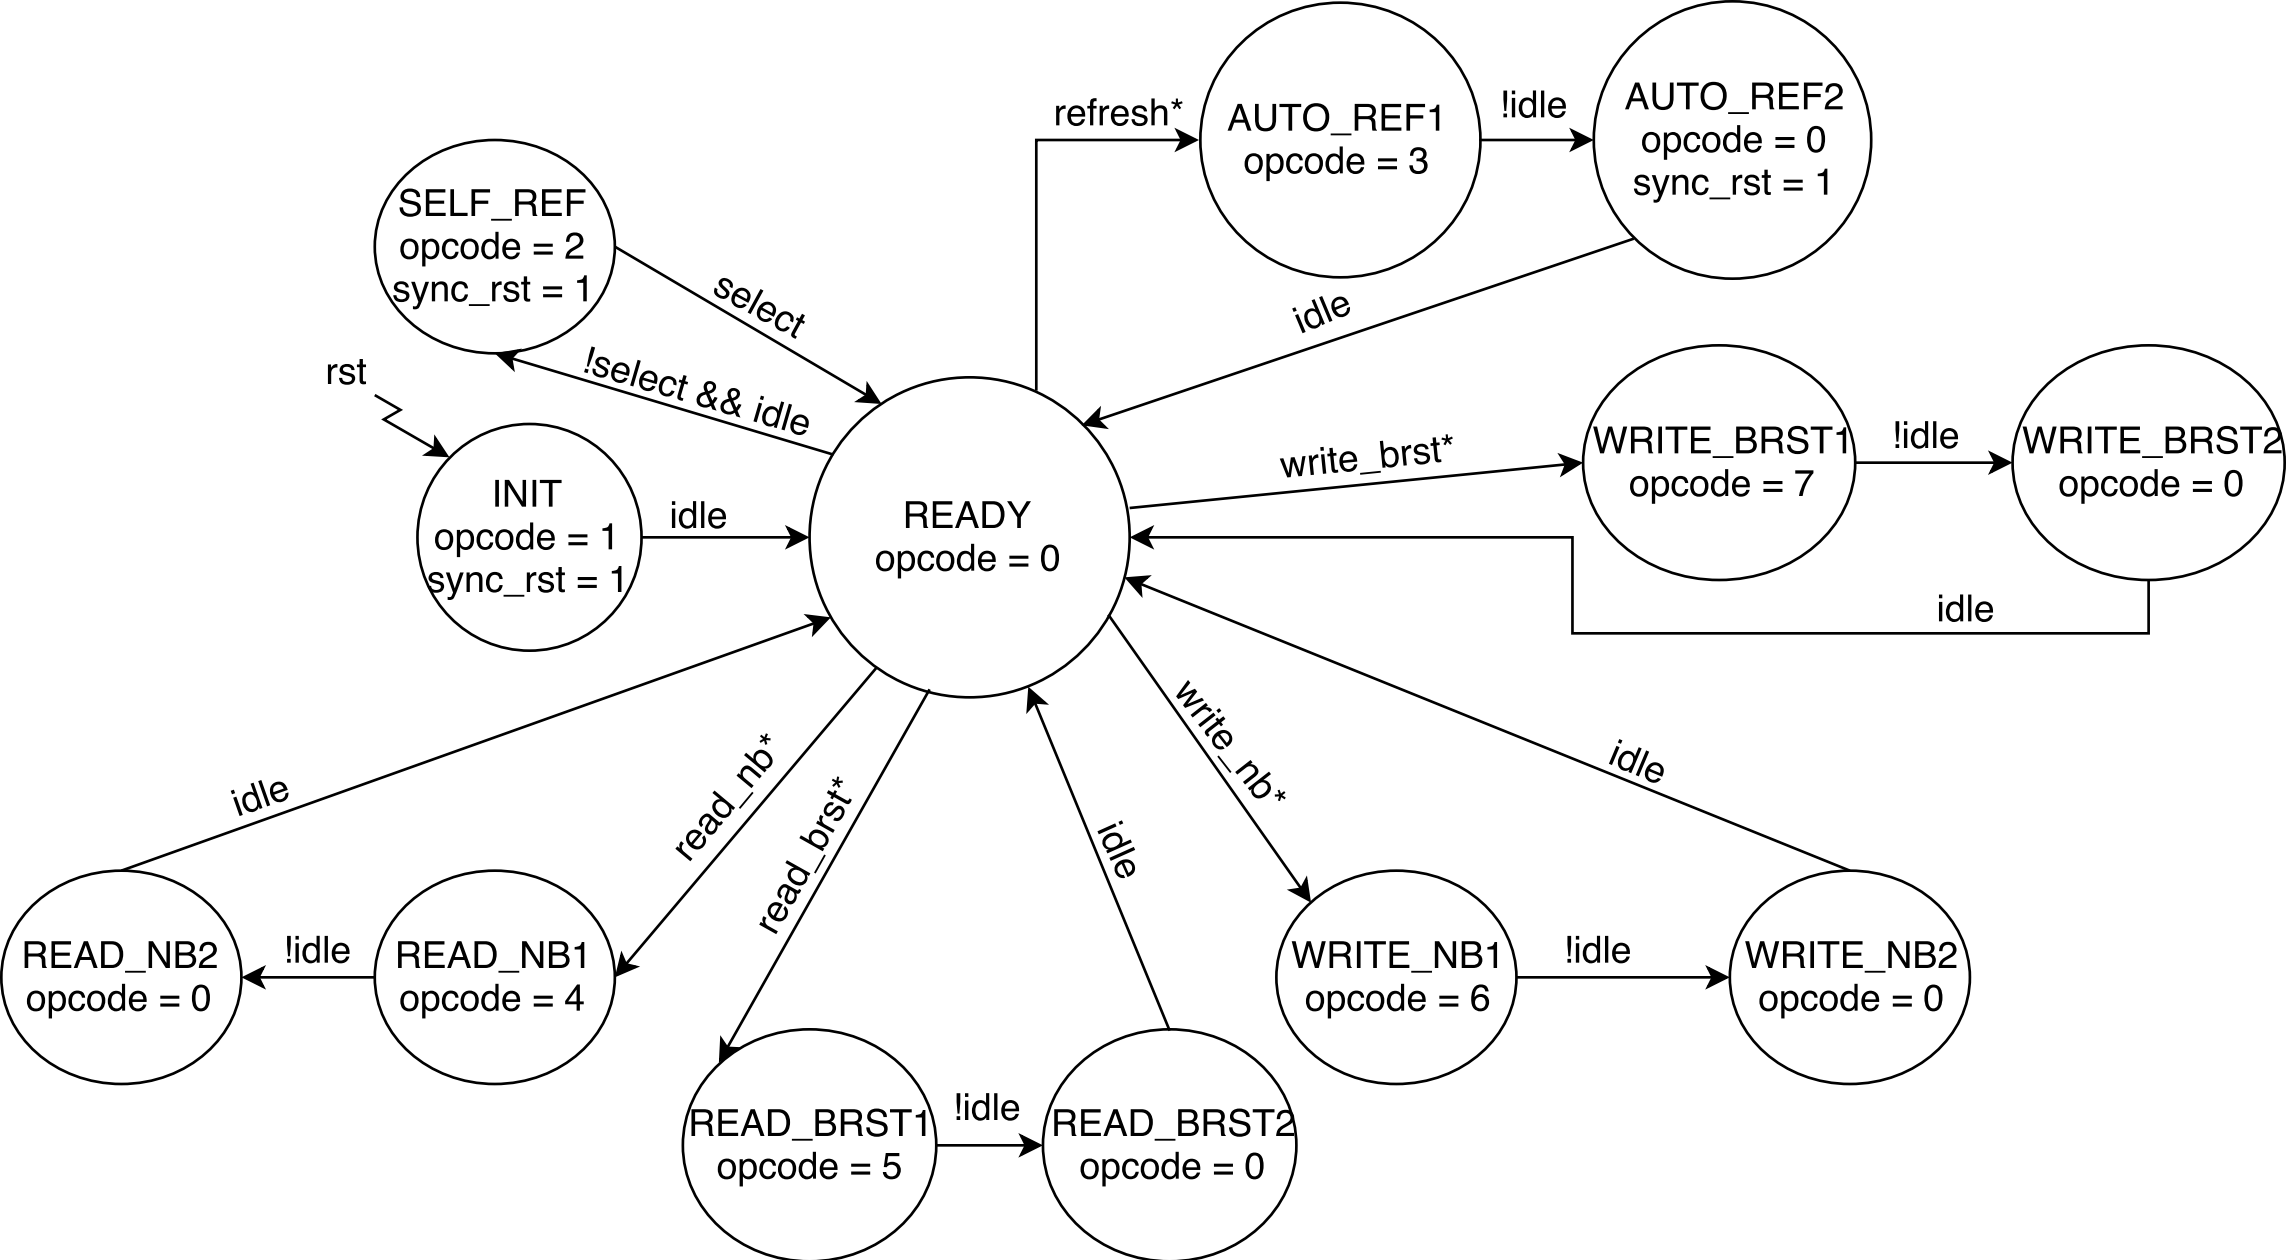 refresh*
AUTO_REF1
opcode = 3
!idle
AUTO_REF2
opcode = 0
sync_rst = 1
SELF_REF
opcode = 2
sync_rst = 1
select
!select && idle
idle
rst
INIT
opcode = 1
sync_rst = 1
idle
READY
opcode = 0
write_brst*
WRITE_BRST1
opcode = 7
!idle
WRITE_BRST2
opcode = 0
idle
idle
read_nb*
read_brst*
idle
write_nb*
idle
READ_NB2
opcode = 0
!idle
READ_NB1
opcode = 4
WRITE_NB1
opcode = 6
!idle
WRITE_NB2
opcode = 0
READ_BRST1
opcode = 5
!idle
READ_BRST2
opcode = 0